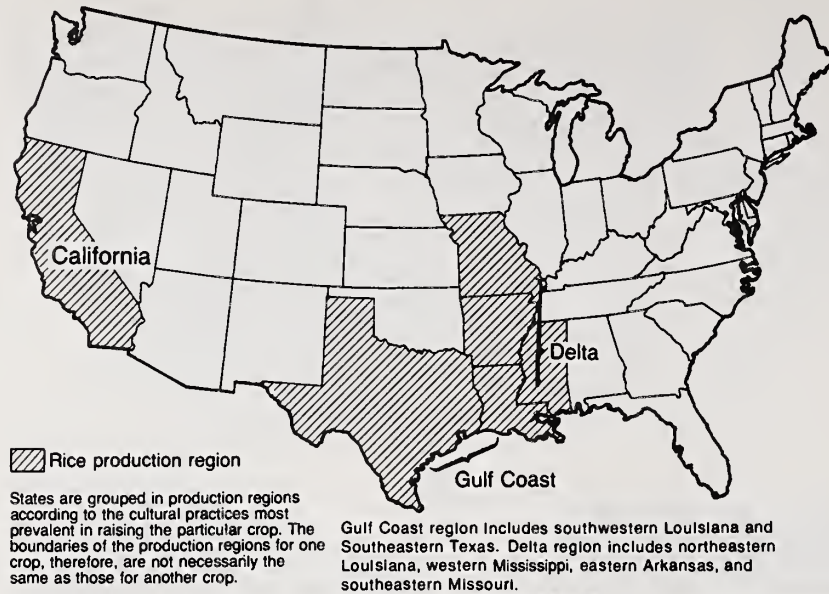 California
Delta
Gulf Coast
Rice production region
States are grouped in production regions
according to the cultural practices most
prevalent in raising the particular crop. The
boundaries of the production regions for one
crop, therefore, are not necessarily the
same as those for another crop.
Gulf Coast region includes southwestern Louisiana and
Southeastern Texas. Delta region includes northeastern
Louisiana, western Mississippi, eastern Arkansas, and
southeastern Missouri.